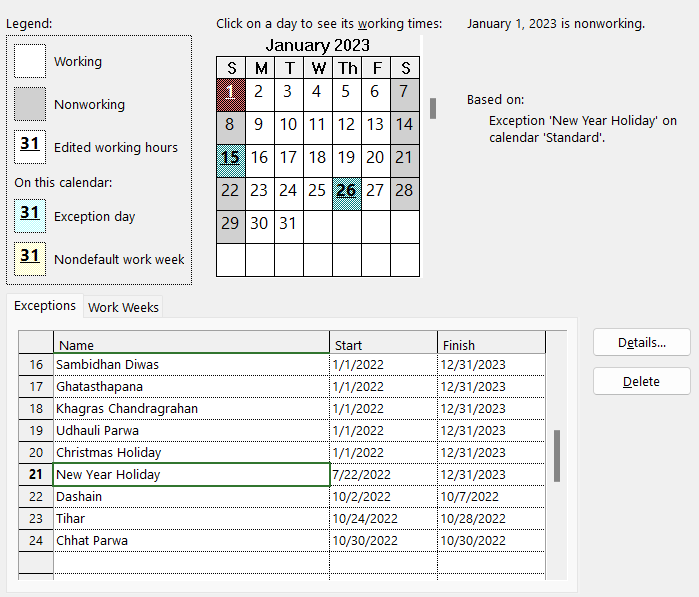 Legend:
Working
Nonworking
31 Edited working hours
On this calendar:
31 Exception day
31 Nondefault work week
Click on a day to see its working times:
January 2023
S M T W Th F S
1 2 3 4 5 6 7
8 9 10 11 12 13 14
15 16 17 18 19 20 21
22 23 24 25 26 27 28
29 30 31
January 1, 2023 is nonworking.
Based on:
Exception 'New Year Holiday' on
calendar 'Standard'.
Exceptions Work Weeks
Name Start Finish
16 Sambidhan Diwas 1/1/2022 12/31/2023
17 Ghatasthapana 1/1/2022 12/31/2023
18 Khagras Chandragrahan 1/1/2022 12/31/2023
19 Udhauli Parwa 1/1/2022 12/31/2023
20 Christmas Holiday 1/1/2022 12/31/2023
21 New Year Holiday 7/22/2022 12/31/2023
22 Dashain 10/2/2022 10/7/2022
23 Tihar 10/24/2022 10/28/2022
24 Chhat Parwa 10/30/2022 10/30/2022
Details...
Delete